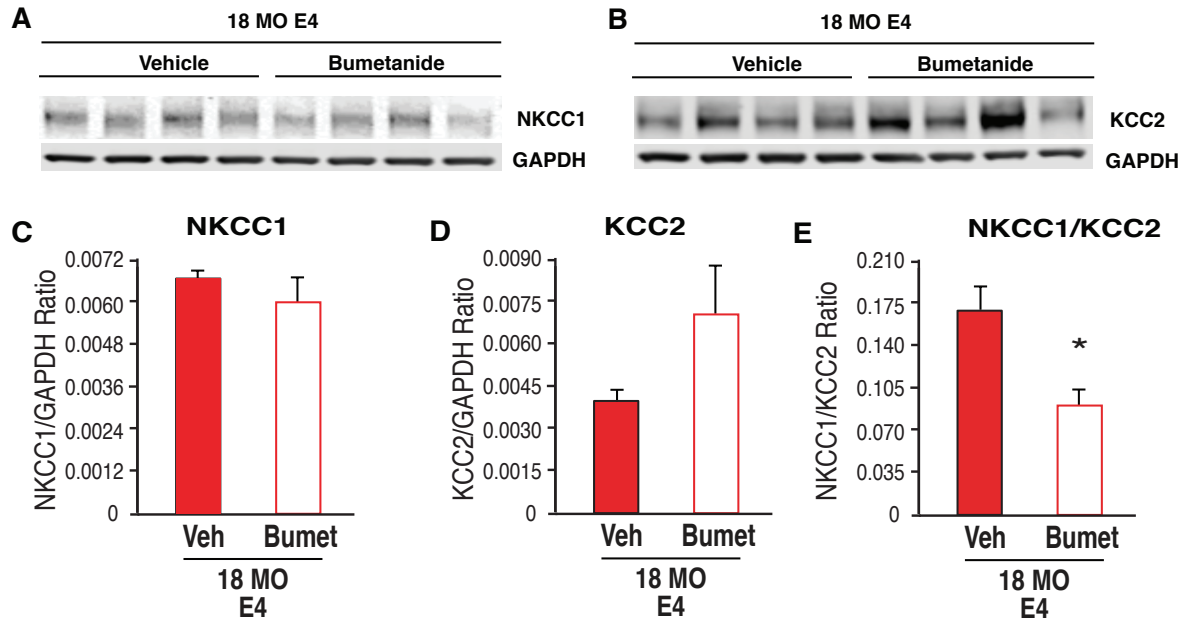 A
18 MO E4
Vehicle Bumetanide
NKCC1
GAPDH
B
18 MO E4
Vehicle Bumetanide
KCC2
GAPDH
C
NKCC1
NKCC1/GAPDH Ratio
0.0072
0.0060
0.0048
0.0036
0.0024
0.0012
0
Veh Bumet
18 MO
E4
D
KCC2
KCC2/GAPDH Ratio
0.0090
0.0075
0.0060
0.0045
0.0030
0.0015
0
Veh Bumet
18 MO
E4
E
NKCC1/KCC2
NKCC1/KCC2 Ratio
0.210
0.175
0.140
0.105
0.070
0.035
0
*
Veh Bumet
18 MO
E4